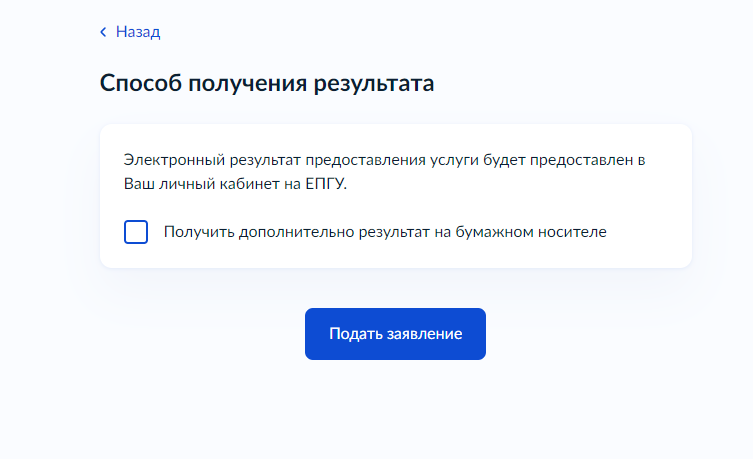 Назад
Способ получения результата
Электронный результат предоставления услуги будет предоставлен в
Ваш личный кабинет на ЕПГУ.
Получить дополнительно результат на бумажном носителе
Подать заявление